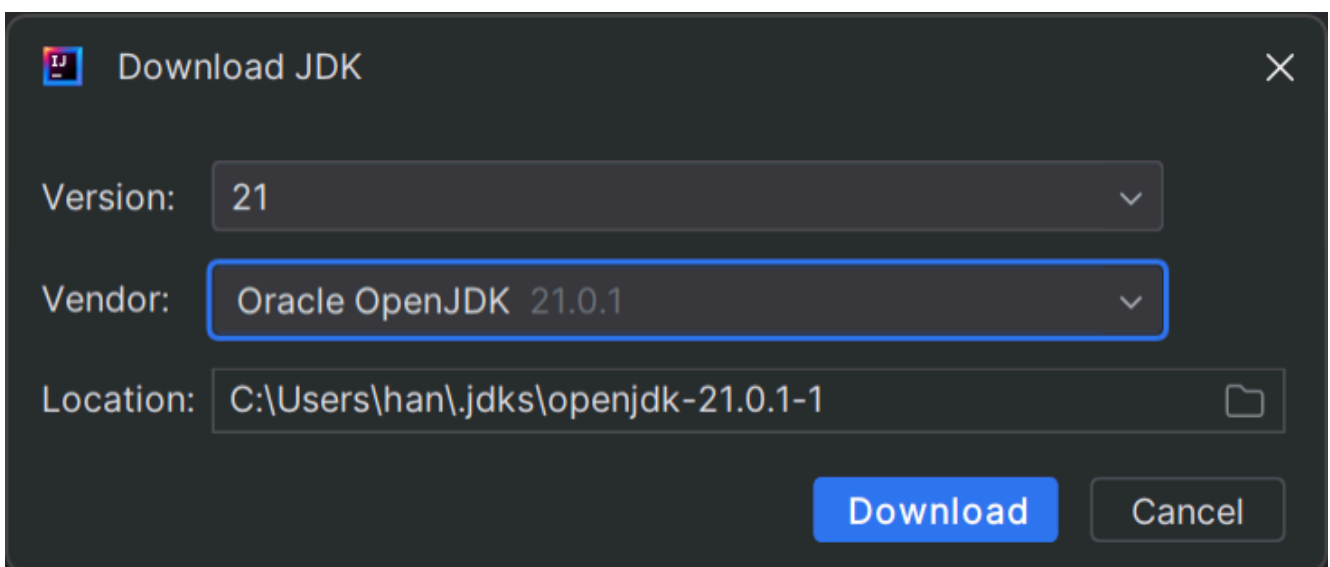 IJ
Download JDK
Version: 21
Vendor: Oracle OpenJDK 21.0.1
Location: C:\Users\han\.jdks\openjdk-21.0.1-1
Download Cancel